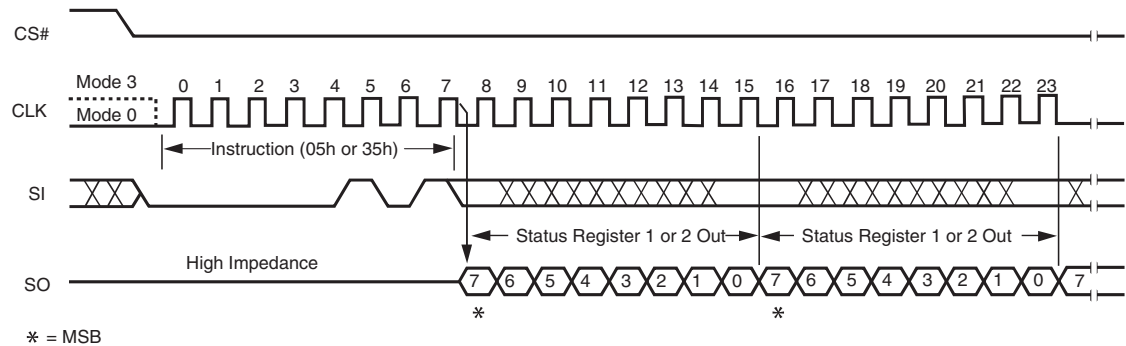 CS#
Mode 3
0 1 2 3 4 5 6 7 8 9 10 11 12 13 14 15 16 17 18 19 20 21 22 23
CLK
Mode 0
Instruction (05h or 35h)
SI
Status Register 1 or 2 Out
Status Register 1 or 2 Out
High Impedance
SO
7 6 5 4 3 2 1 0 7 6 5 4 3 2 1 0 7
* *
* = MSB